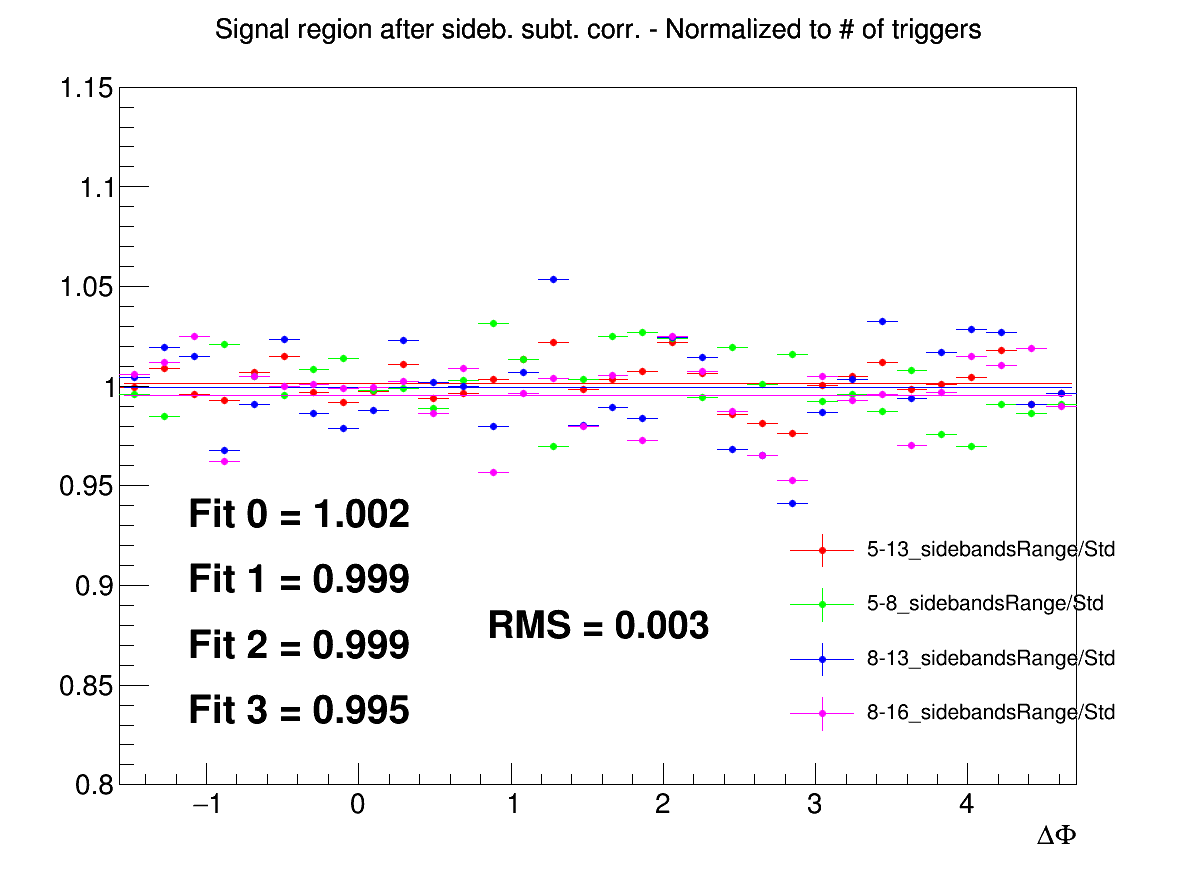 Signal region after sideb. subt. corr. - Normalized to # of triggers
1.15
1.1
1.05
1
0.95
0.9
0.85
0.8
Fit 0 = 1.002
Fit 1 = 0.999
Fit 2 = 0.999
Fit 3 = 0.995
RMS = 0.003
5-13_sidebandsRange/Std
5-8_sidebandsRange/Std
8-13_sidebandsRange/Std
8-16_sidebandsRange/Std
−1 0 1 2 3 4
ΔΦ